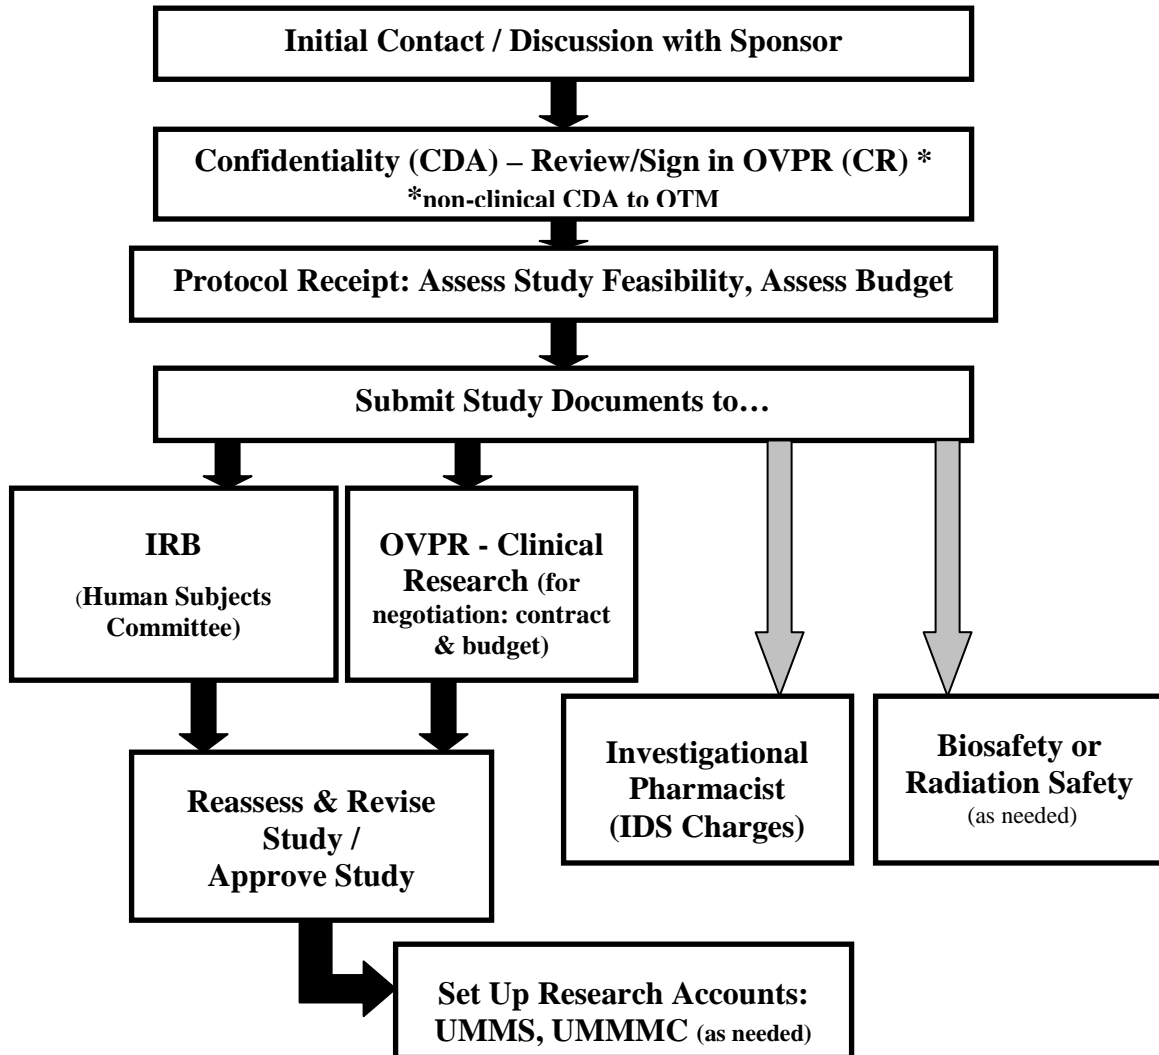 Initial Contact / Discussion with Sponsor
Confidentiality (CDA) – Review/Sign in OVPR (CR) *
*non-clinical CDA to OTM
Protocol Receipt: Assess Study Feasibility, Assess Budget
Submit Study Documents to…
IRB
(Human Subjects
Committee)
OVPR - Clinical
Research (for
negotiation: contract
& budget)
Investigational
Pharmacist
(IDS Charges)
Biosafety or
Radiation Safety
(as needed)
Reassess & Revise
Study /
Approve Study
Set Up Research Accounts:
UMMS, UMMMC (as needed)